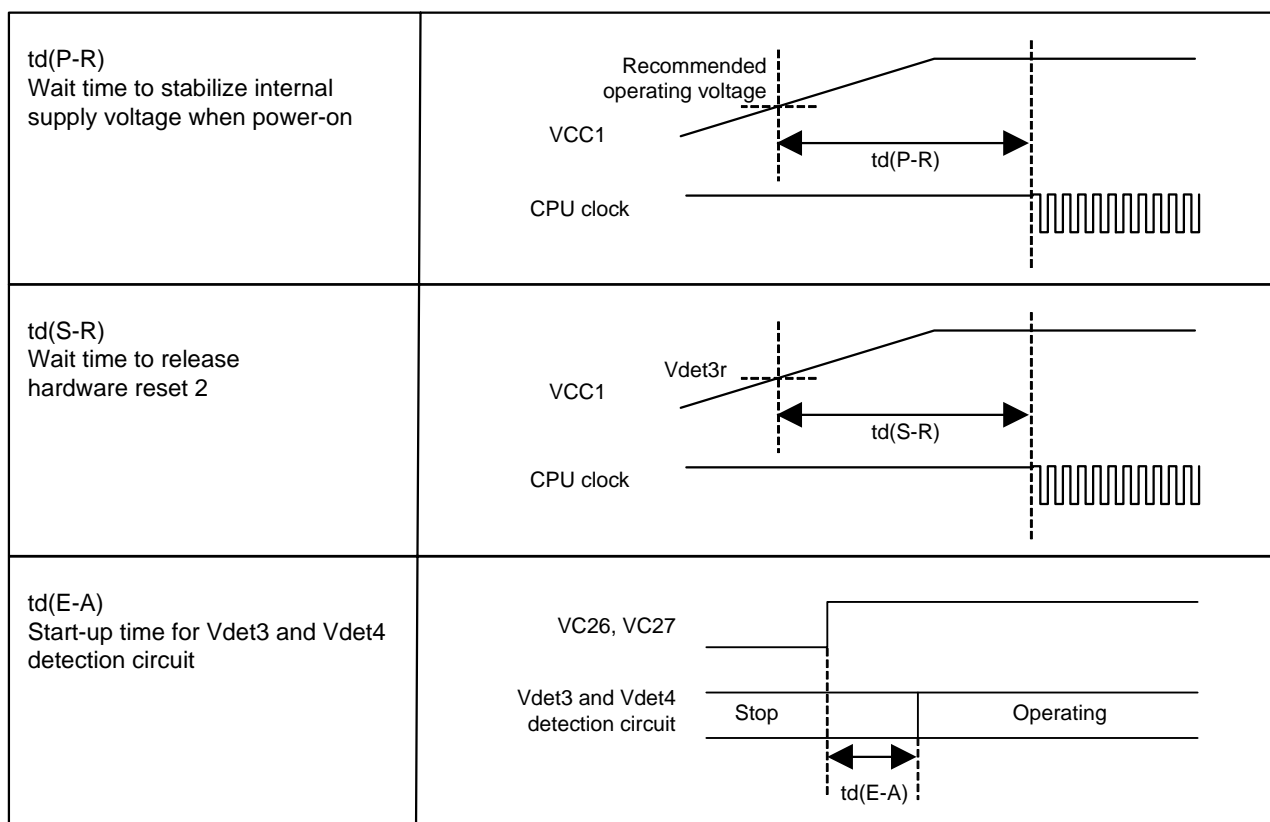 td(P-R)
Wait time to stabilize internal
supply voltage when power-on
Recommended
operating voltage
VCC1
td(P-R)
CPU clock
td(S-R)
Wait time to release
hardware reset 2
Vdet3r
VCC1
td(S-R)
CPU clock
td(E-A)
Start-up time for Vdet3 and Vdet4
detection circuit
VC26, VC27
Vdet3 and Vdet4
detection circuit
Stop
Operating
td(E-A)